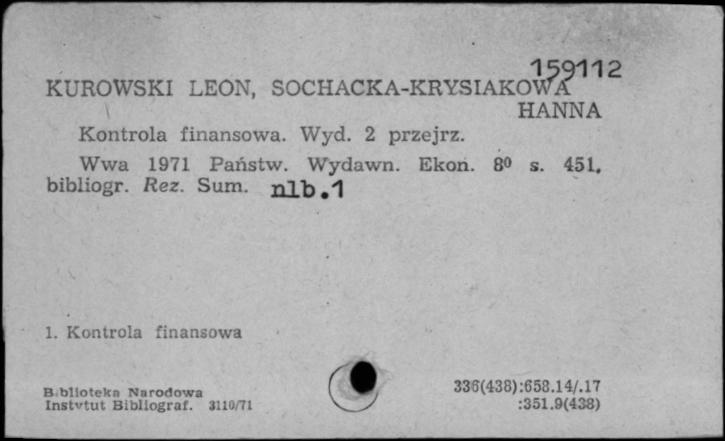 159112
KUROWSKI LEON, SOCHACKA-KRYSIAKOWA
HANNA
Kontrola finansowa. Wyd. 2 przejrz.
Wwa 1971 Państw. Wydawn. Ekon. 8⁰ s. 451,
bibliogr. Rez. Sum. nlb.1
1. Kontrola finansowa
Biblioteka Narodowa
Instytut Bibliograf. 3110/71
336(438):658.14/.17
:351.9(438)